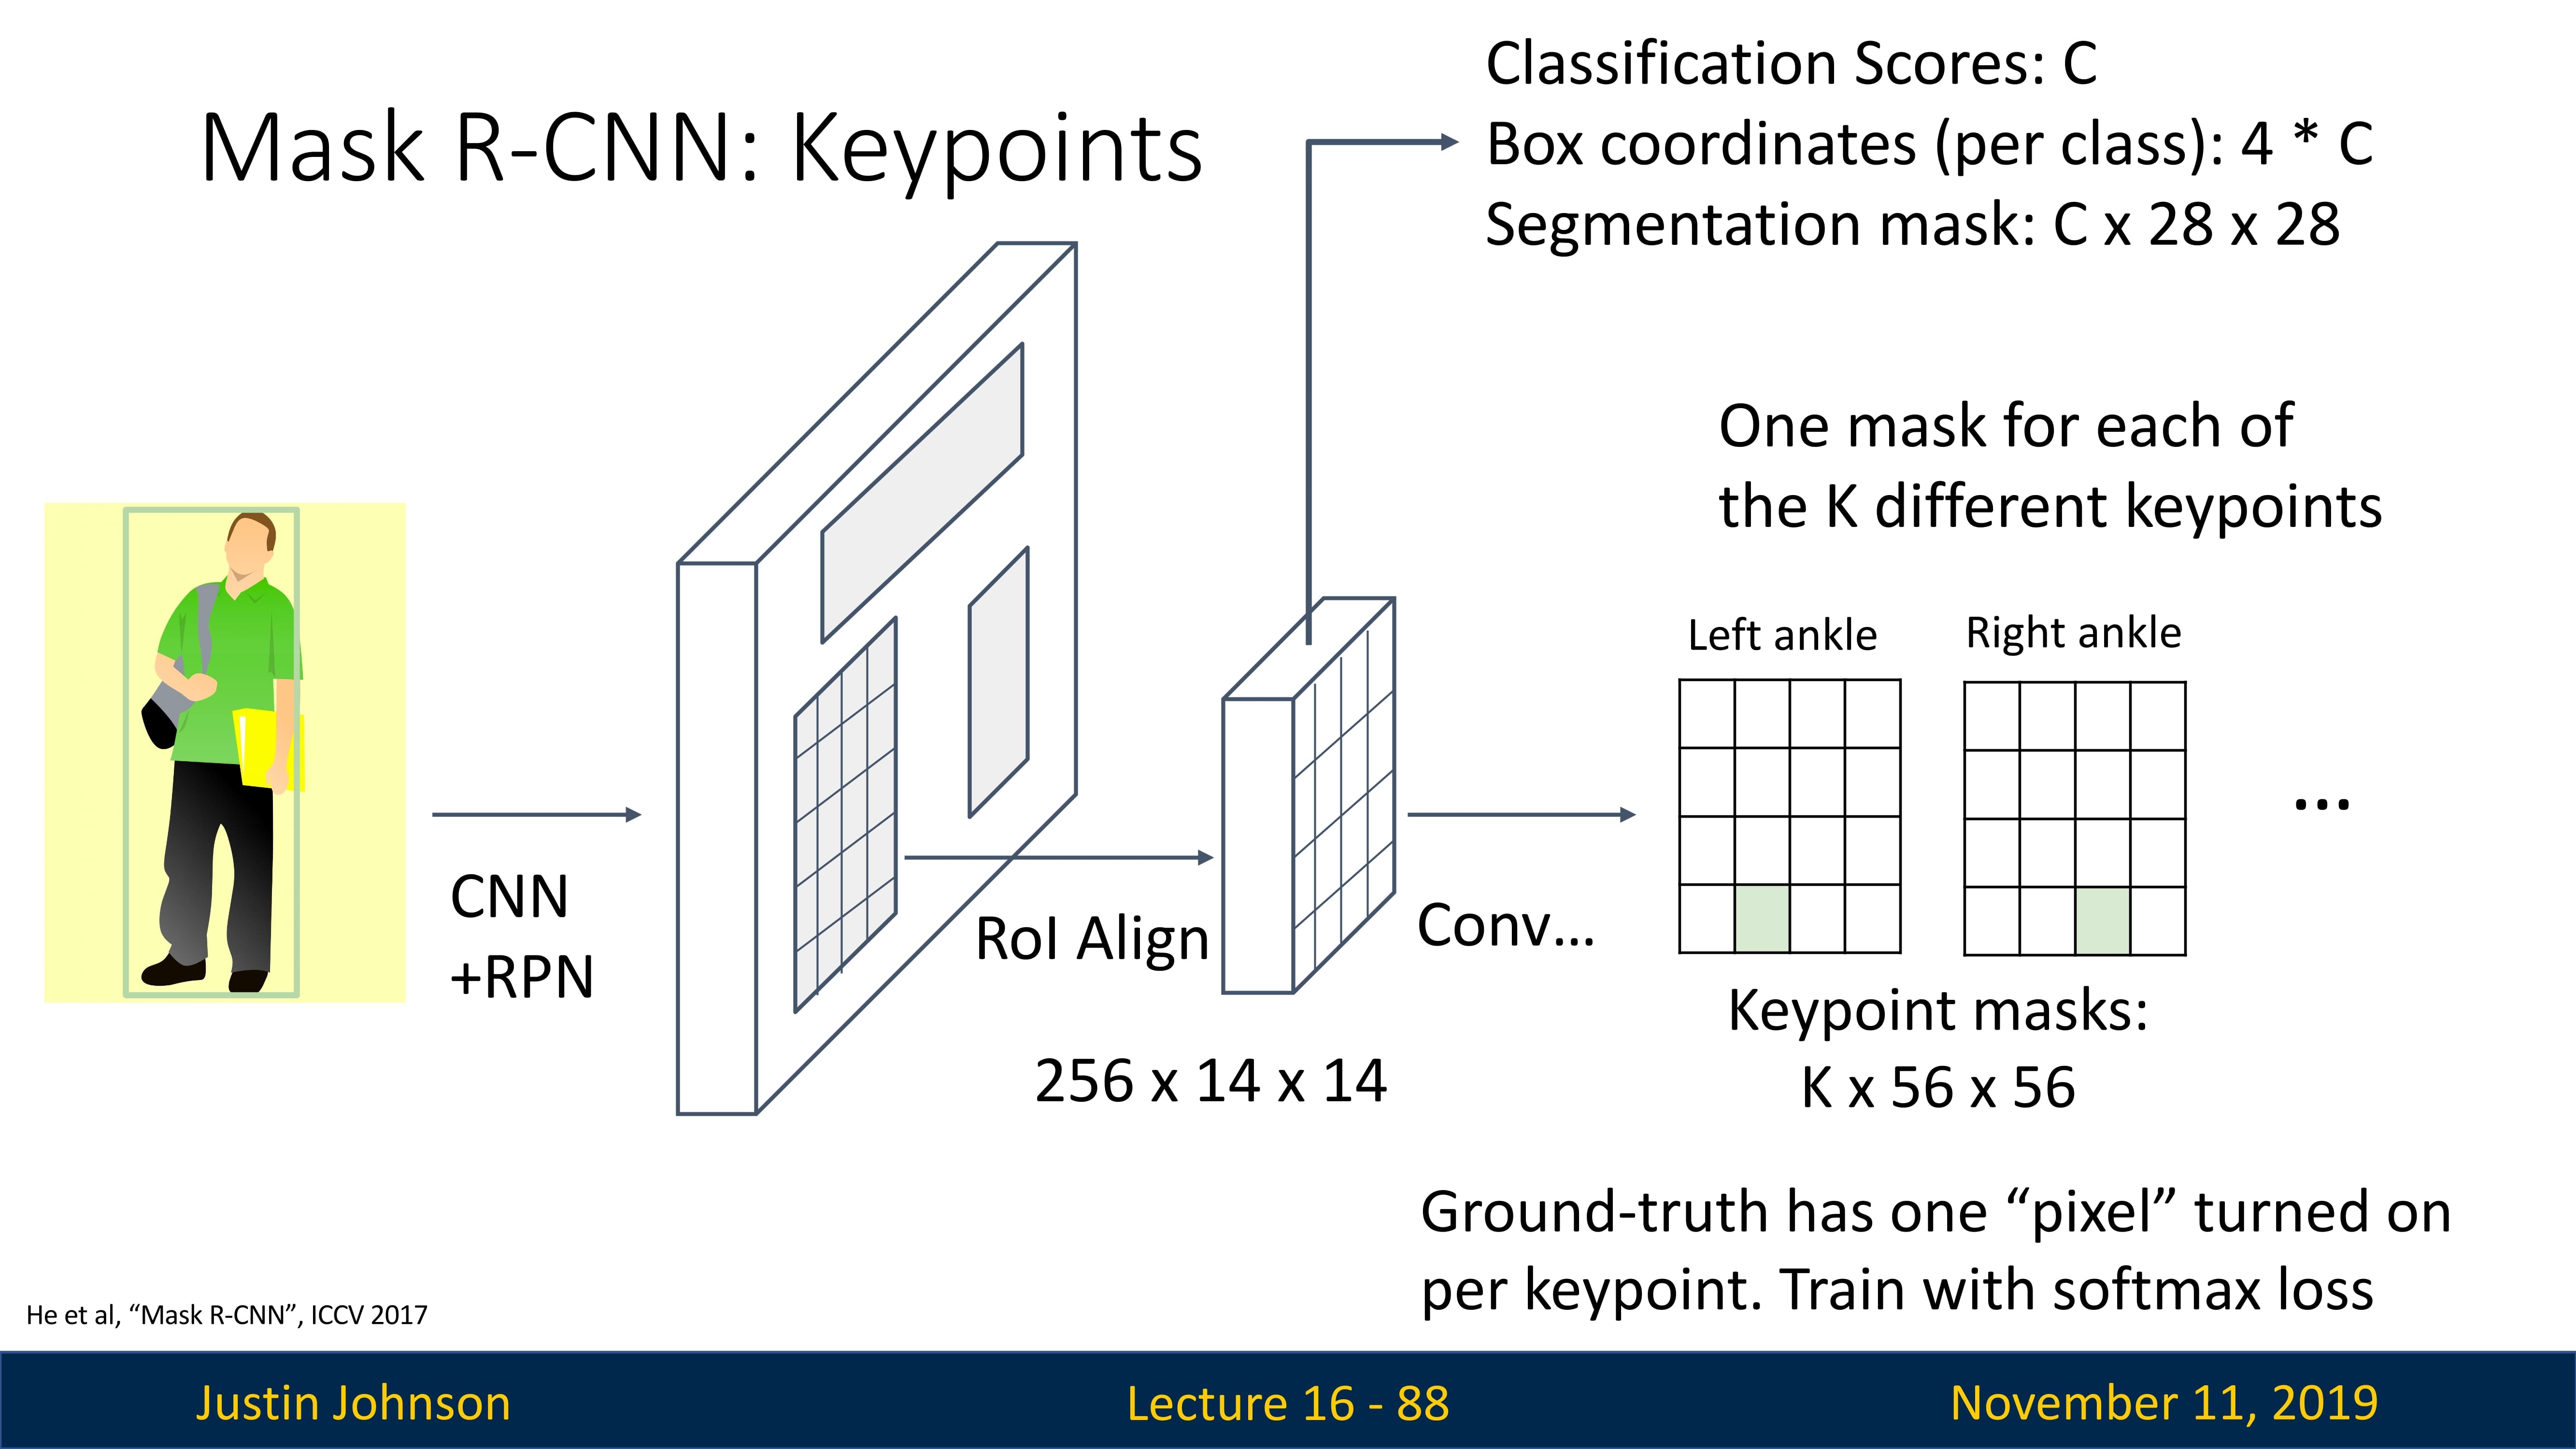 Mask R-CNN: Keypoints
Classification Scores: C
Box coordinates (per class): 4 * C
Segmentation mask: C x 28 x 28
One mask for each of
the K different keypoints
Left ankle
Right ankle
...
CNN
+RPN
RoI Align
Conv...
256 x 14 x 14
Keypoint masks:
K x 56 x 56
Ground-truth has one “pixel” turned on
per keypoint. Train with softmax loss
He et al, “Mask R-CNN”, ICCV 2017
Justin Johnson
Lecture 16 - 88
November 11, 2019